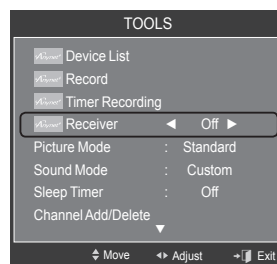 TOOLS
Device List
Record
Timer Recording
Receiver ◄ Off ►
Picture Mode : Standard
Sound Mode : Custom
Sleep Timer : Off
Channel Add/Delete
▼
Move Adjust Exit